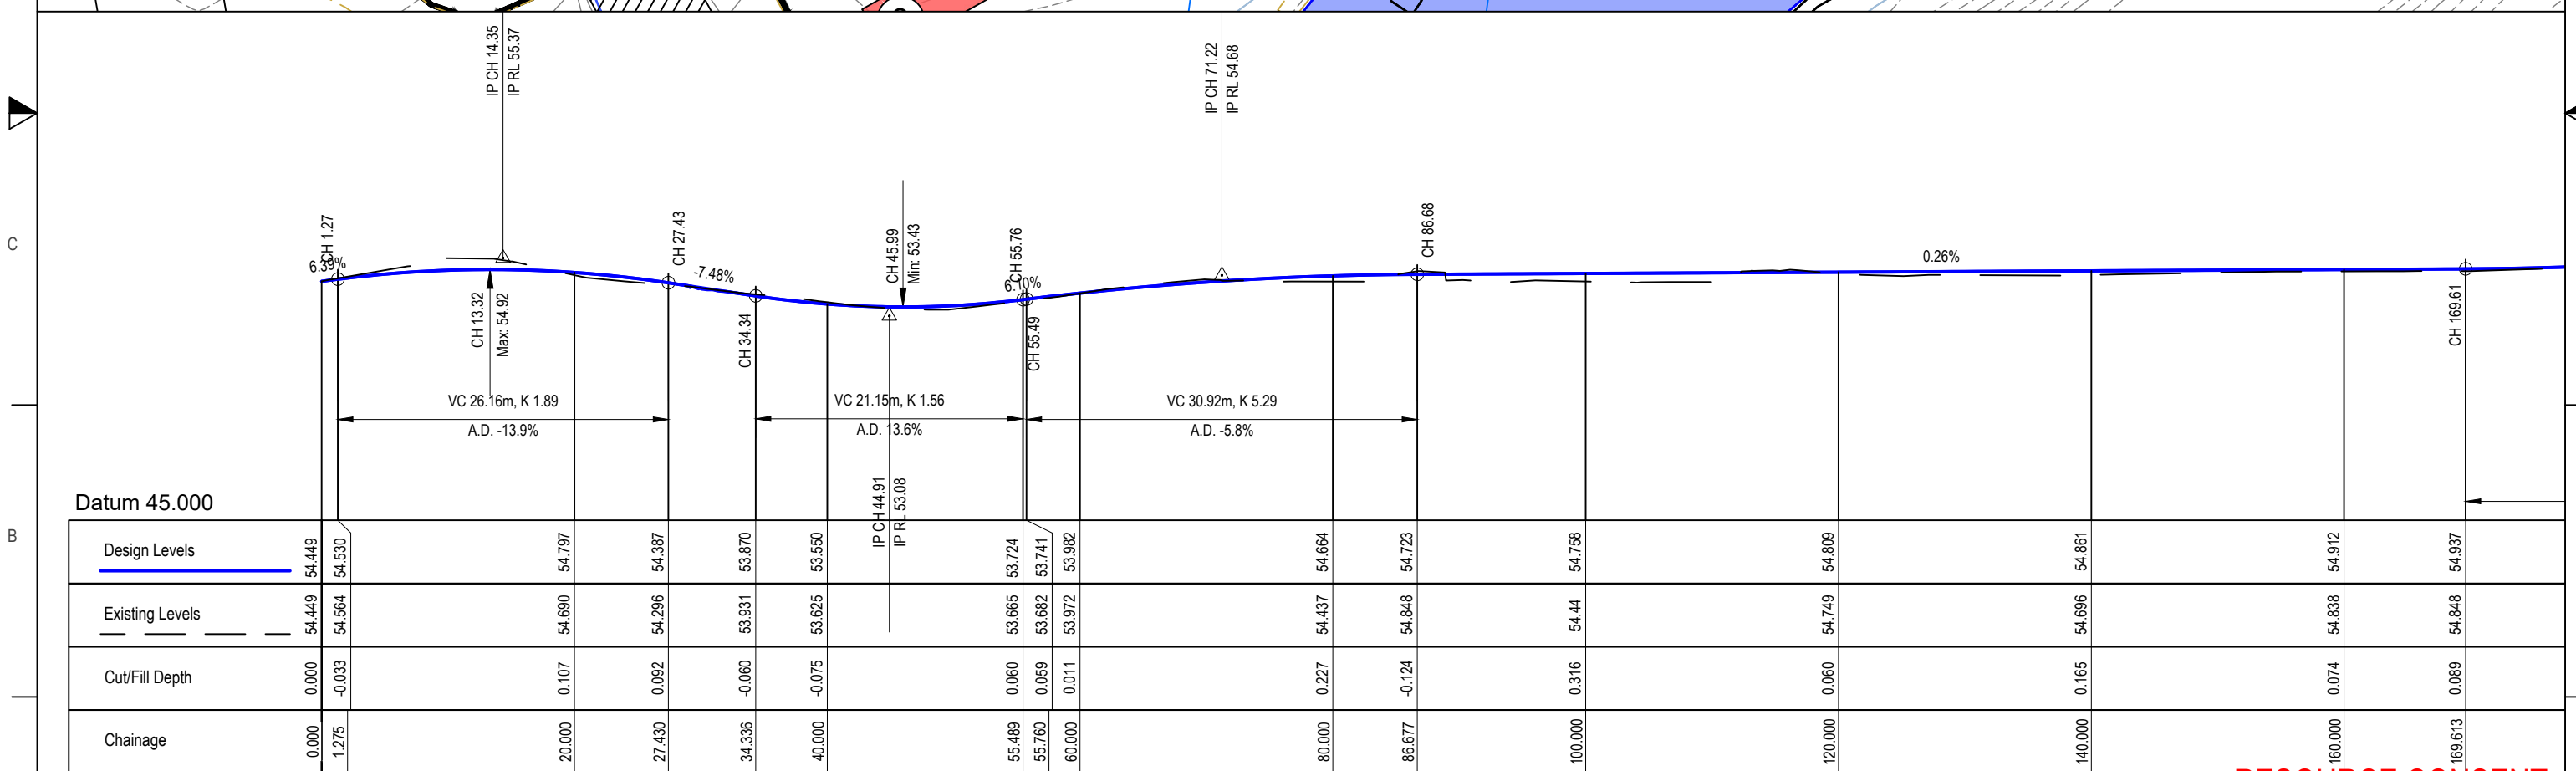 IP CH 14.35
IP RL 55.37
IP CH 71.22
IP RL 54.68
C
CH 1.27
6.39%
CH 27.43
-7.48%
CH 45.99
Min: 53.43
CH 55.76
6.10%
CH 86.68
0.26%
CH 13.32
Max: 54.92
CH 34.34
CH 55.49
CH 169.61
VC 26.16m, K 1.89
A.D. -13.9%
VC 21.15m, K 1.56
A.D. 13.6%
VC 30.92m, K 5.29
A.D. -5.8%
IP CH 44.91
IP RL 53.08
Datum 45.000
B
Design Levels 54.449 54.530 54.797 54.387 53.870 53.550 53.724 53.741 53.982 54.664 54.723 54.758 54.809 54.861 54.912 54.937
Existing Levels 54.449 54.564 54.690 54.296 53.931 53.625 53.665 53.682 53.972 54.437 54.848 54.44 54.749 54.696 54.838 54.848
Cut/Fill Depth 0.000 -0.033 0.107 0.092 -0.060 -0.075 0.060 0.059 0.011 0.227 -0.124 0.316 0.060 0.165 0.074 0.089
Chainage 0.000 1.275 20.000 27.430 34.336 40.000 55.489 55.760 60.000 80.000 86.677 100.000 120.000 140.000 160.000 169.613
RESOURCE CONSENT